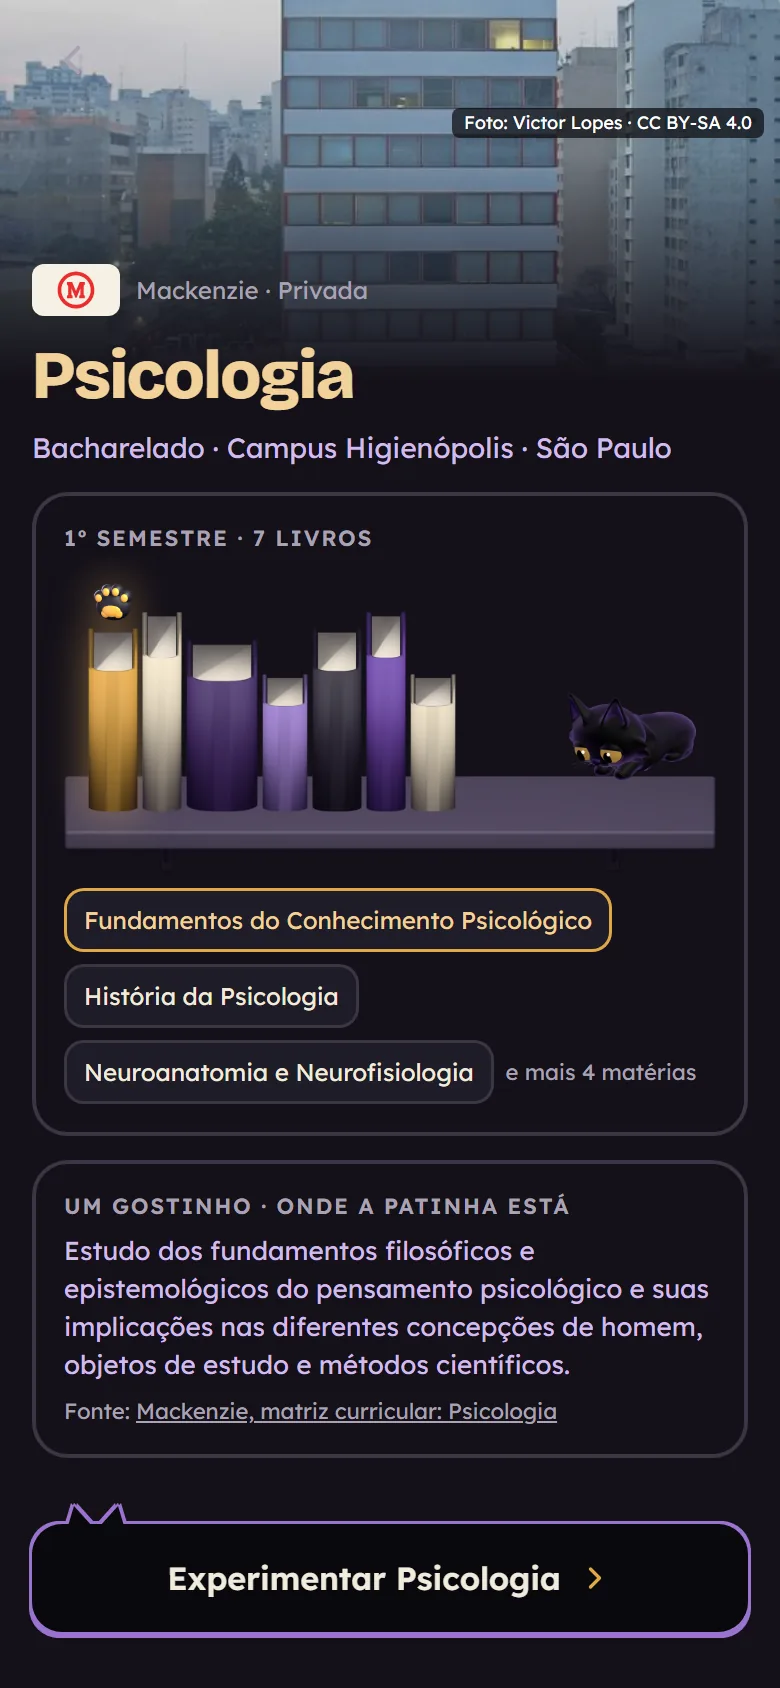 Foto: Victor Lopes · CC BY-SA 4.0
M
Mackenzie · Privada
Psicologia
Bacharelado · Campus Higienópolis · São Paulo
1º SEMESTRE · 7 LIVROS
Fundamentos do Conhecimento Psicológico
História da Psicologia
Neuroanatomia e Neurofisiologia
e mais 4 matérias
UM GOSTINHO · ONDE A PATINHA ESTÁ
Estudo dos fundamentos filosóficos e
epistemológicos do pensamento psicológico e suas
implicações nas diferentes concepções de homem,
objetos de estudo e métodos científicos.
Fonte: Mackenzie, matriz curricular: Psicologia
Experimentar Psicologia